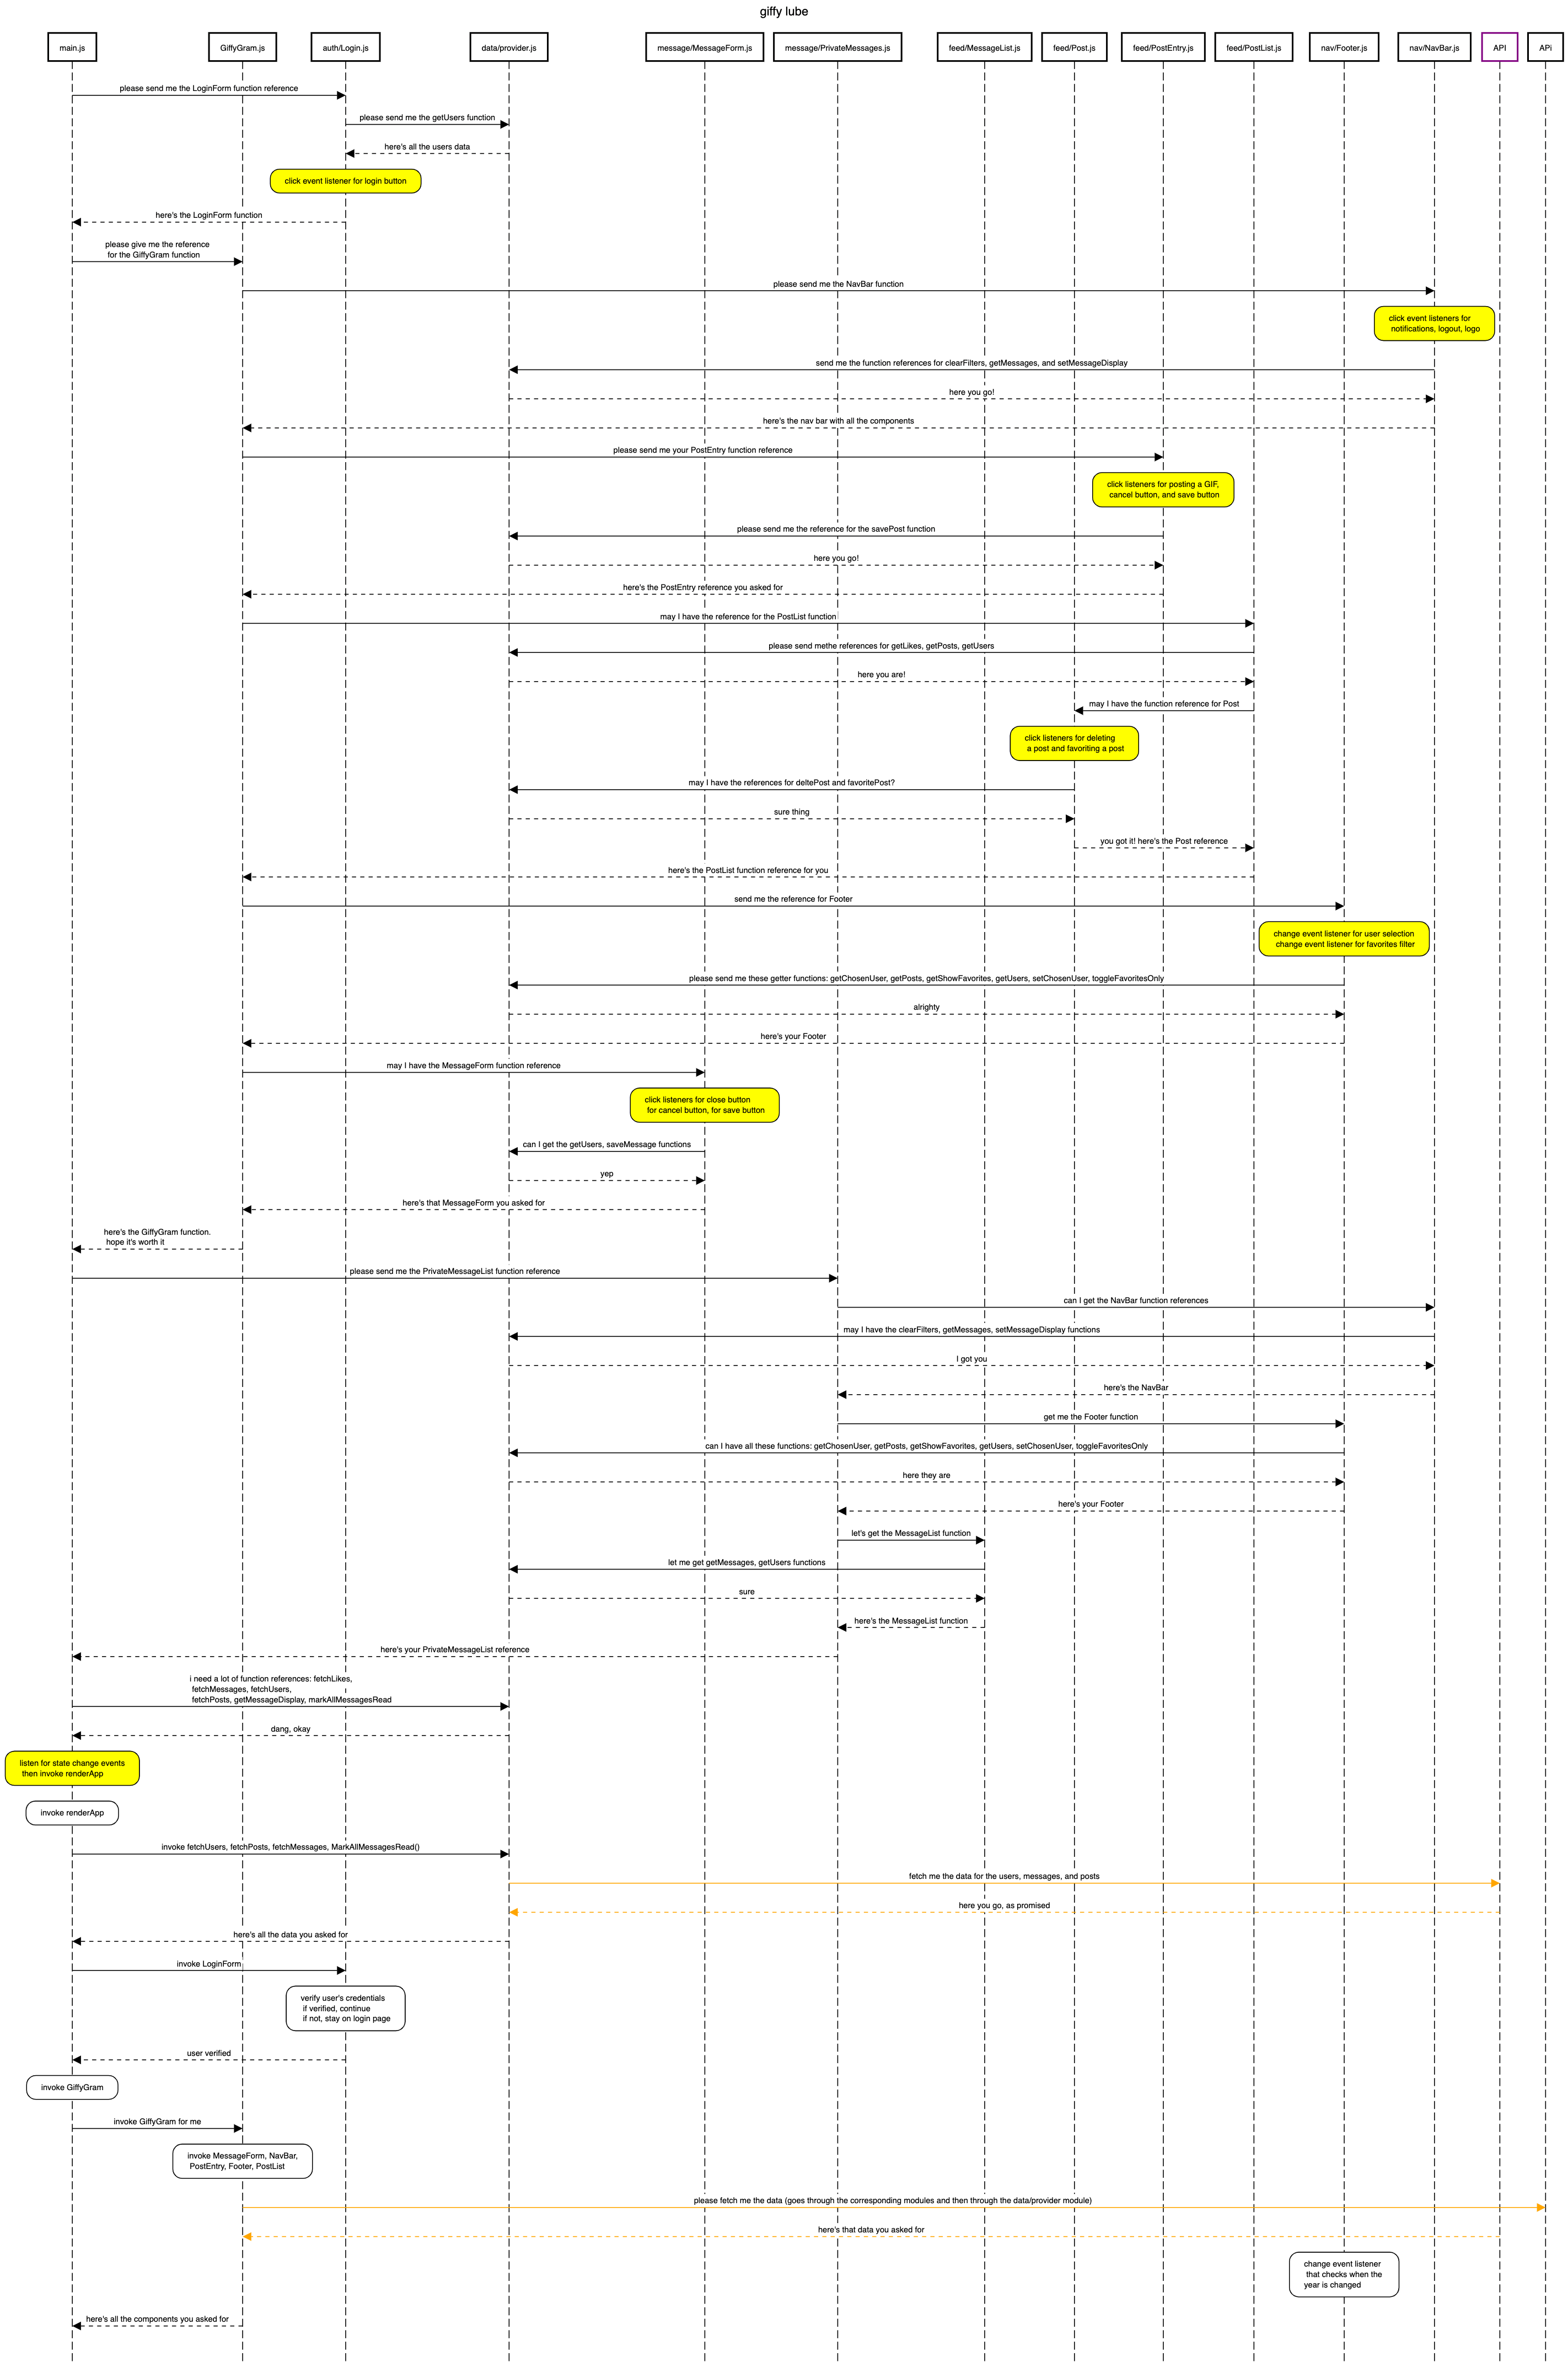 giffy lube
main.js
GiffyGram.js
auth/Login.js
data/provider.js
message/MessageForm.js
message/PrivateMessages.js
feed/MessageList.js
feed/Post.js
feed/PostEntry.js
feed/PostList.js
nav/Footer.js
nav/NavBar.js
API
APi
please send me the LoginForm function reference
please send me the getUsers function
here's all the users data
click event listener for login button
here's the LoginForm function
please give me the reference
for the GiffyGram function
please send me the NavBar function
click event listeners for
notifications, logout, logo
send me the function references for clearFilters, getMessages, and setMessageDisplay
here you go!
here's the nav bar with all the components
please send me your PostEntry function reference
click listeners for posting a GIF,
cancel button, and save button
please send me the reference for the savePost function
here you go!
here's the PostEntry reference you asked for
may I have the reference for the PostList function
please send methe references for getLikes, getPosts, getUsers
here you are!
may I have the function reference for Post
click listeners for deleting
a post and favoriting a post
may I have the references for deltePost and favoritePost?
sure thing
you got it! here's the Post reference
here's the PostList function reference for you
send me the reference for Footer
change event listener for user selection
change event listener for favorites filter
please send me these getter functions: getChosenUser, getPosts, getShowFavorites, getUsers, setChosenUser, toggleFavoritesOnly
alrighty
here's your Footer
may I have the MessageForm function reference
click listeners for close button
for cancel button, for save button
can I get the getUsers, saveMessage functions
yep
here's that MessageForm you asked for
here's the GiffyGram function.
hope it's worth it
please send me the PrivateMessageList function reference
can I get the NavBar function references
may I have the clearFilters, getMessages, setMessageDisplay functions
I got you
here's the NavBar
get me the Footer function
can I have all these functions: getChosenUser, getPosts, getShowFavorites, getUsers, setChosenUser, toggleFavoritesOnly
here they are
here's your Footer
let's get the MessageList function
let me get getMessages, getUsers functions
sure
here's the MessageList function
here's your PrivateMessageList reference
i need a lot of function references: fetchLikes,
fetchMessages, fetchUsers,
fetchPosts, getMessageDisplay, markAllMessagesRead
dang, okay
listen for state change events
then invoke renderApp
invoke renderApp
invoke fetchUsers, fetchPosts, fetchMessages, MarkAllMessagesRead()
fetch me the data for the users, messages, and posts
here you go, as promised
here's all the data you asked for
invoke LoginForm
verify user's credentials
if verified, continue
if not, stay on login page
user verified
invoke GiffyGram
invoke GiffyGram for me
invoke MessageForm, NavBar,
PostEntry, Footer, PostList
please fetch me the data (goes through the corresponding modules and then through the data/provider module)
here's that data you asked for
change event listener
that checks when the
year is changed
here's all the components you asked for